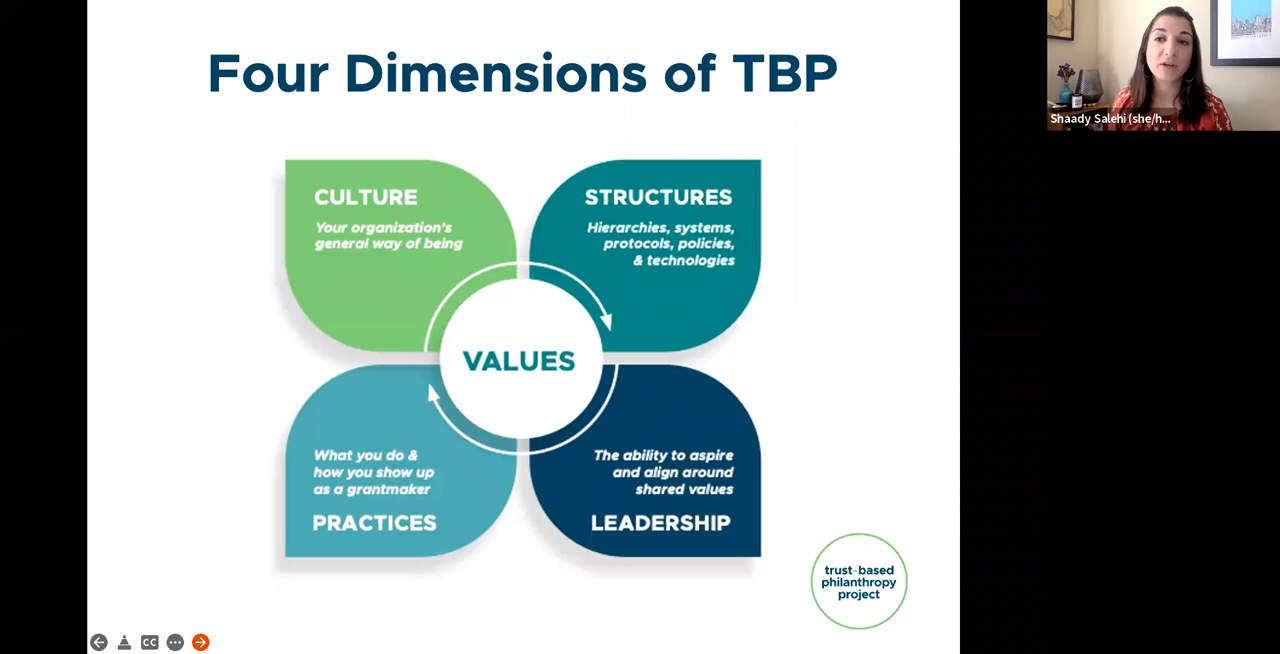 Four Dimensions of TBP
Shaady Salehi (she/h...
CULTURE
Your organization's
general way of being
STRUCTURES
Hierarchies, systems,
protocols, policies,
& technologies
VALUES
What you do &
how you show up
as a grantmaker
PRACTICES
The ability to aspire
and align around
shared values
LEADERSHIP
trust-based
philanthropy
project
CC